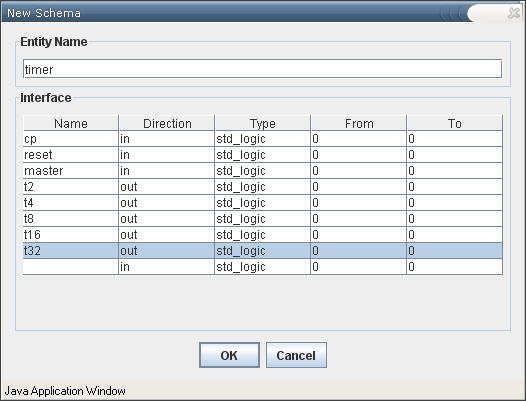 New Schema
Entity Name
timer
Interface
Name Direction Type From To
cp in std_logic 0 0
reset in std_logic 0 0
master in std_logic 0 0
t2 out std_logic 0 0
t4 out std_logic 0 0
t8 out std_logic 0 0
t16 out std_logic 0 0
t32 out std_logic 0 0
in std_logic 0 0
OK Cancel
Java Application Window